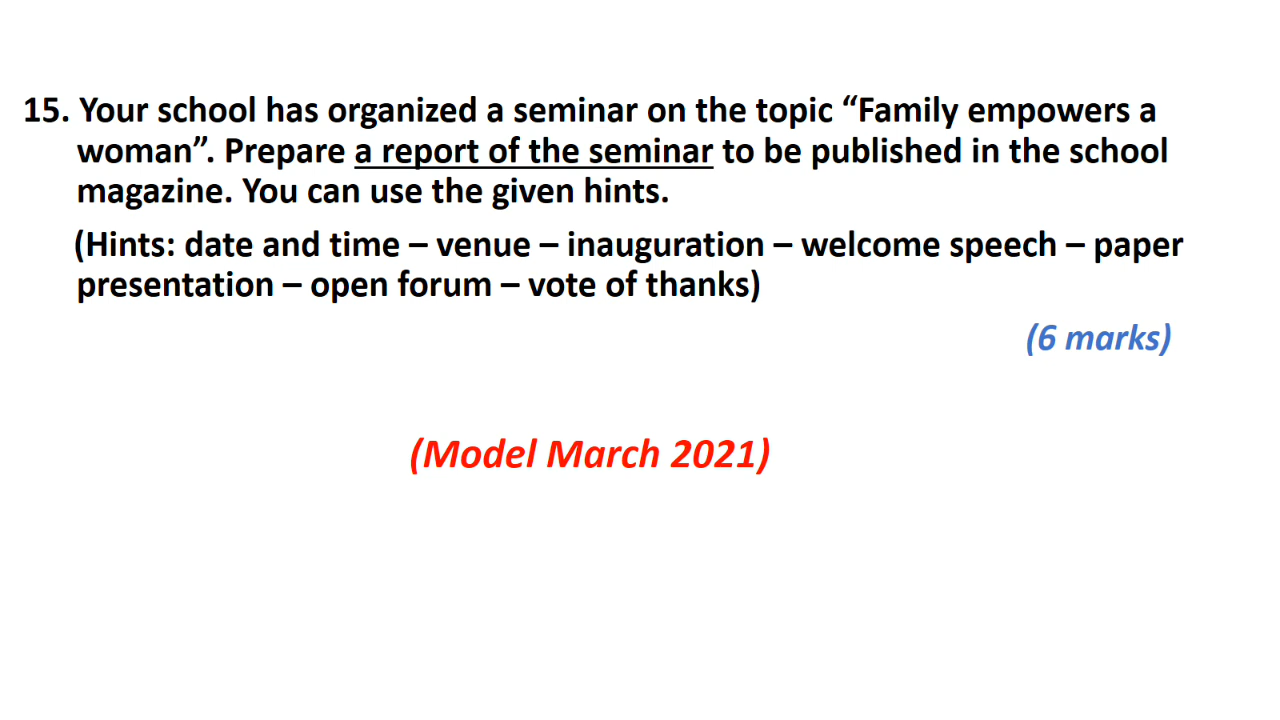 15. Your school has organized a seminar on the topic “Family empowers a
woman”. Prepare a report of the seminar to be published in the school
magazine. You can use the given hints.
(Hints: date and time – venue – inauguration – welcome speech – paper
presentation – open forum – vote of thanks)
(6 marks)
(Model March 2021)